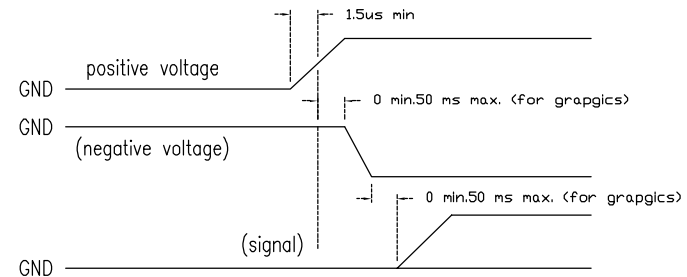 1.5us min
positive voltage
GND
0 min.50 ms max. (for grapgics)
GND
(negative voltage)
0 min.50 ms max. (for grapgics)
(signal)
GND